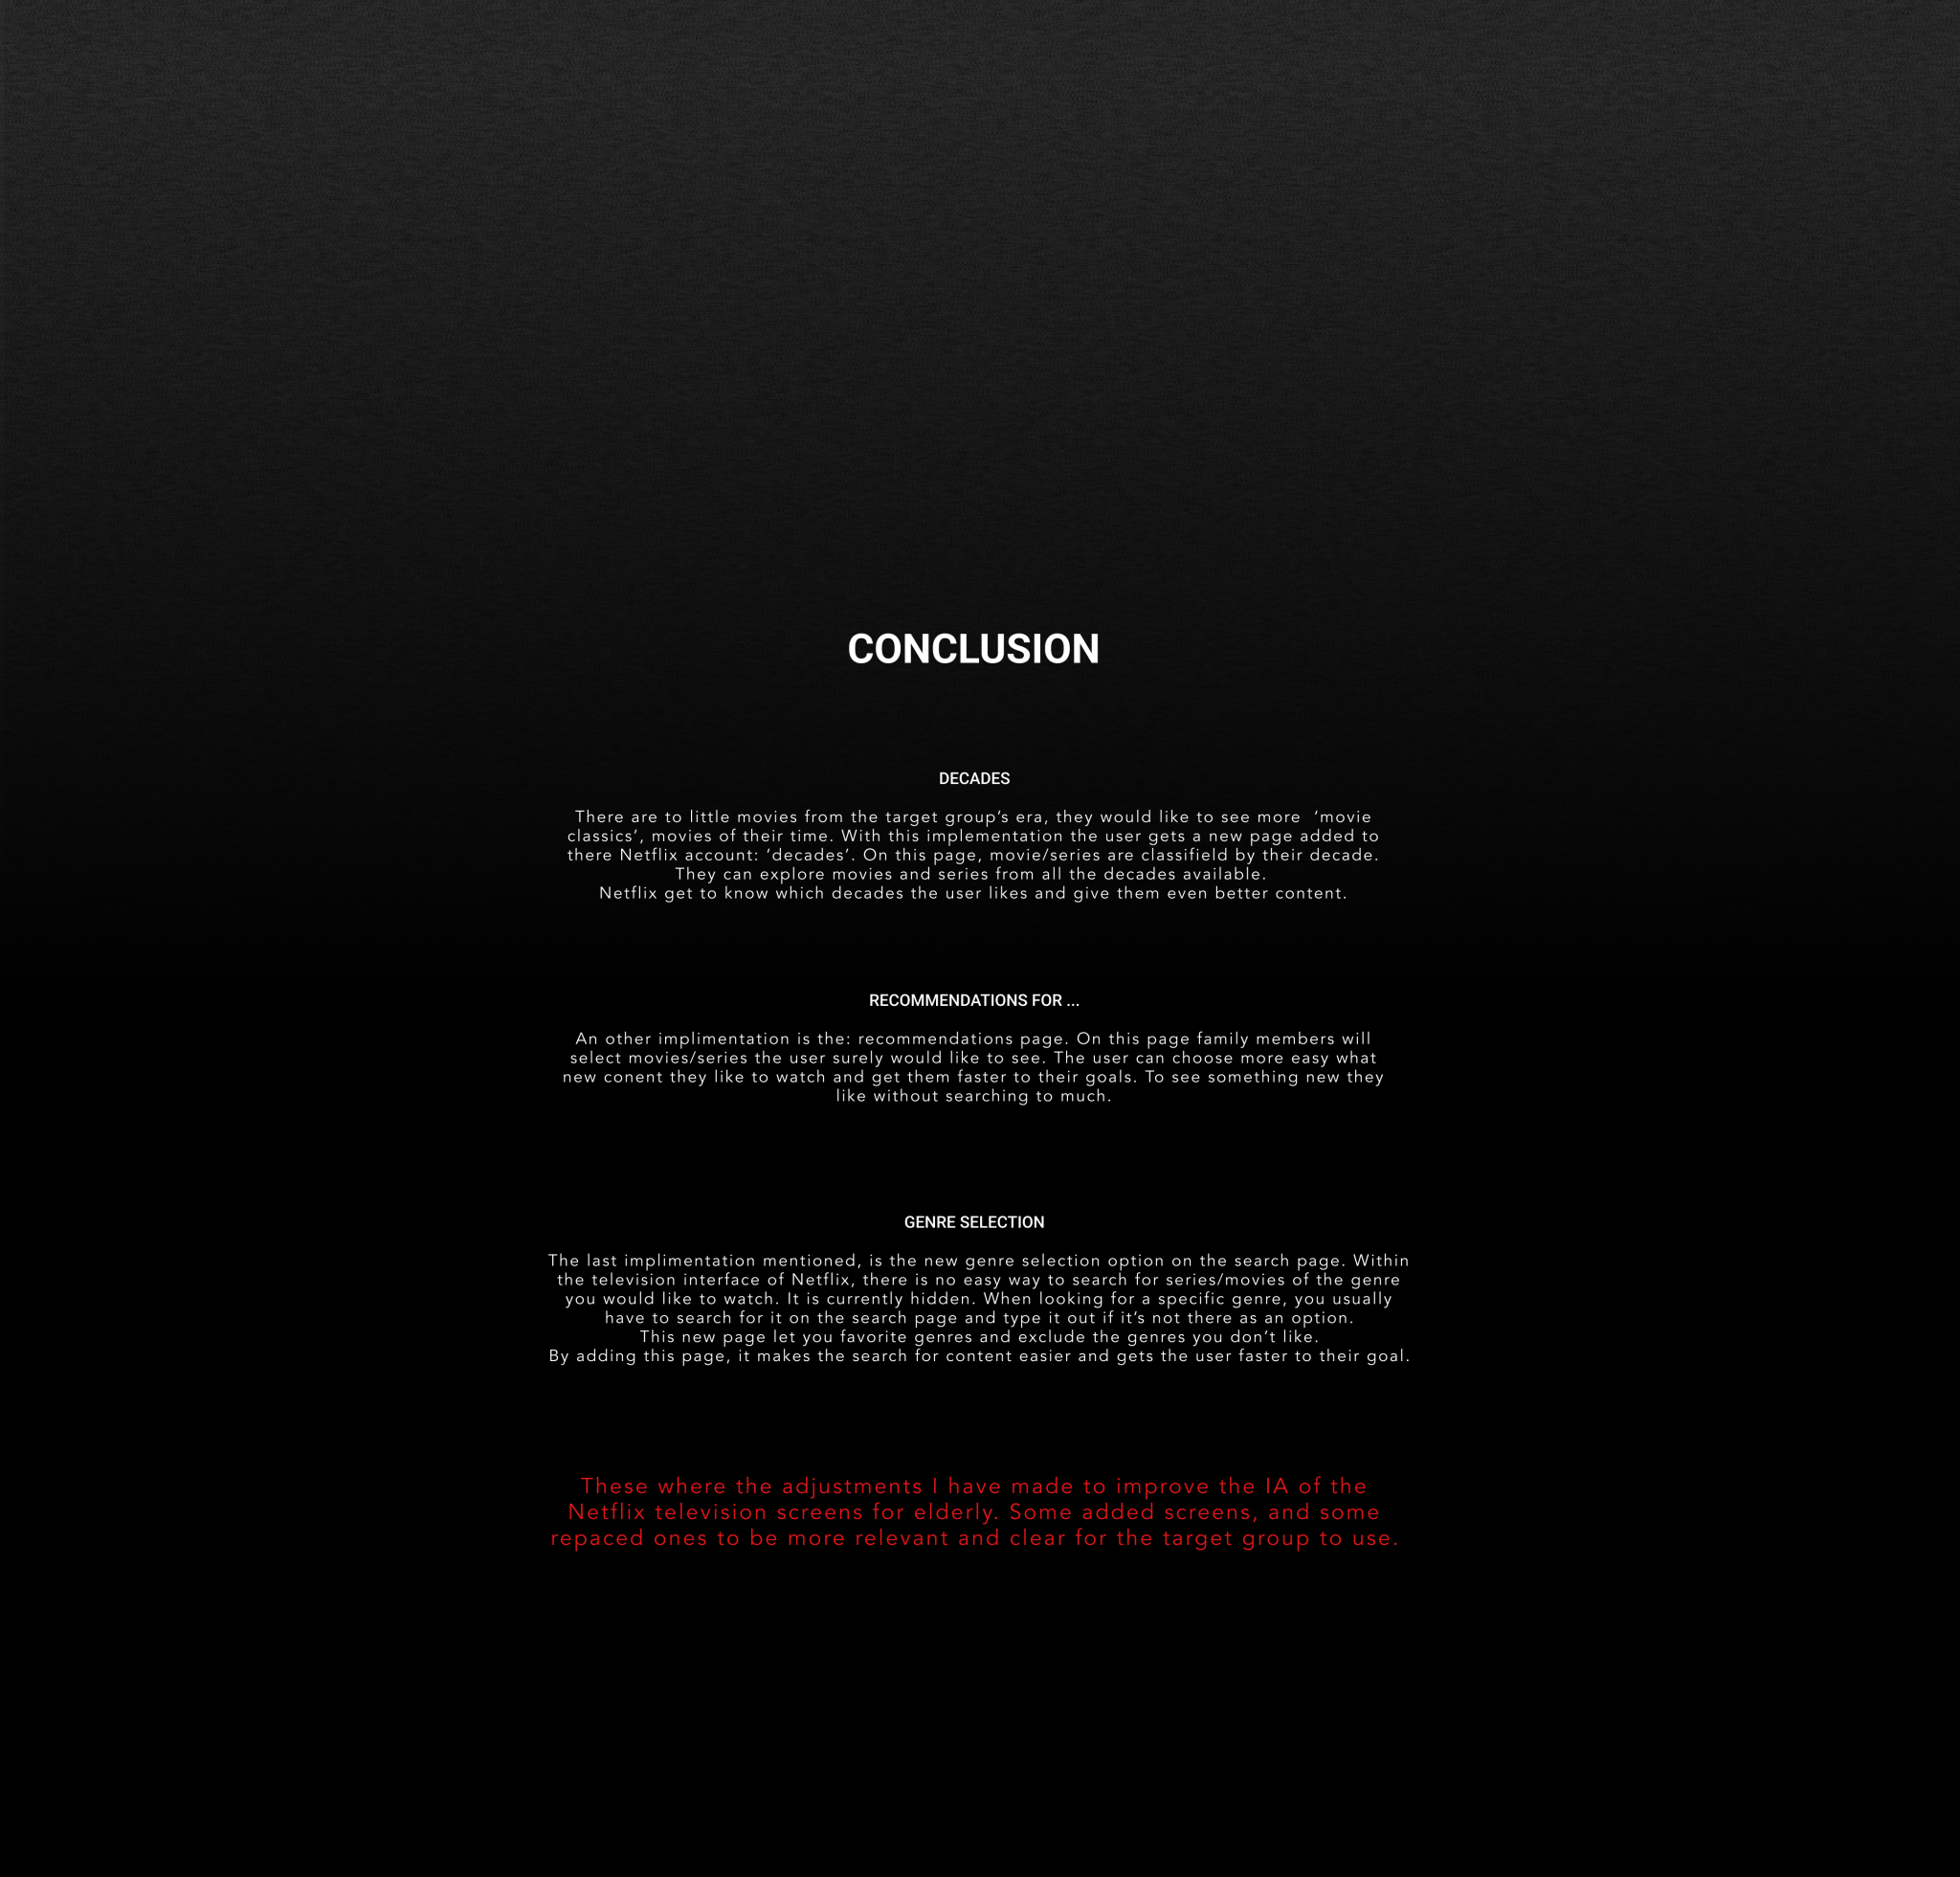 CONCLUSION
DECADES
There are to little movies from the target group’s era, they would like to see more  ‘movie
classics’, movies of their time. With this implementation the user gets a new page added to
there Netflix account: ‘decades’. On this page, movie/series are classifield by their decade.
They can explore movies and series from all the decades available.
Netflix get to know which decades the user likes and give them even better content.
RECOMMENDATIONS FOR ...
An other implimentation is the: recommendations page. On this page family members will
select movies/series the user surely would like to see. The user can choose more easy what
new conent they like to watch and get them faster to their goals. To see something new they
like without searching to much.
GENRE SELECTION
The last implimentation mentioned, is the new genre selection option on the search page. Within
the television interface of Netflix, there is no easy way to search for series/movies of the genre
you would like to watch. It is currently hidden. When looking for a specific genre, you usually
have to search for it on the search page and type it out if it’s not there as an option.
This new page let you favorite genres and exclude the genres you don’t like.
By adding this page, it makes the search for content easier and gets the user faster to their goal.
These where the adjustments I have made to improve the IA of the
Netflix television screens for elderly. Some added screens, and some
repaced ones to be more relevant and clear for the target group to use.